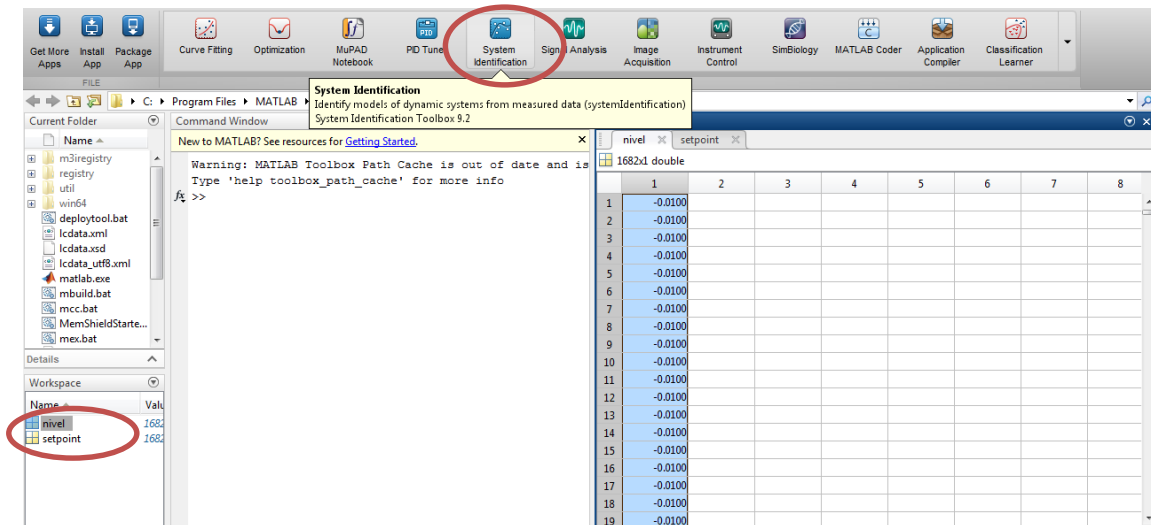 Get More Apps
Install App
Package App
Curve Fitting
Optimization
MuPAD Notebook
PID Tune
System Identification
Signal Analysis
Image Acquisition
Instrument Control
SimBiology
MATLAB Coder
Application Compiler
Classification Learner
FILE
System Identification
Identify models of dynamic systems from measured data (systemIdentification)
System Identification Toolbox 9.2
C: Program Files MATLAB
Current Folder
Name
m3iregistry
registry
util
win64
deploytool.bat
lcdata.xml
lcdata.xsd
lcdata_utf8.xml
matlab.exe
mbuild.bat
mcc.bat
MemShieldStarte...
mex.bat
Details
Workspace
Name Valu
nivel 1682
setpoint 1682
Command Window
New to MATLAB? See resources for Getting Started.
Warning: MATLAB Toolbox Path Cache is out of date and is
Type 'help toolbox_path_cache' for more info
fx >>
nivel setpoint
1682x1 double
1 2 3 4 5 6 7 8
1 -0.0100
2 -0.0100
3 -0.0100
4 -0.0100
5 -0.0100
6 -0.0100
7 -0.0100
8 -0.0100
9 -0.0100
10 -0.0100
11 -0.0100
12 -0.0100
13 -0.0100
14 -0.0100
15 -0.0100
16 -0.0100
17 -0.0100
18 -0.0100
19 -0.0100